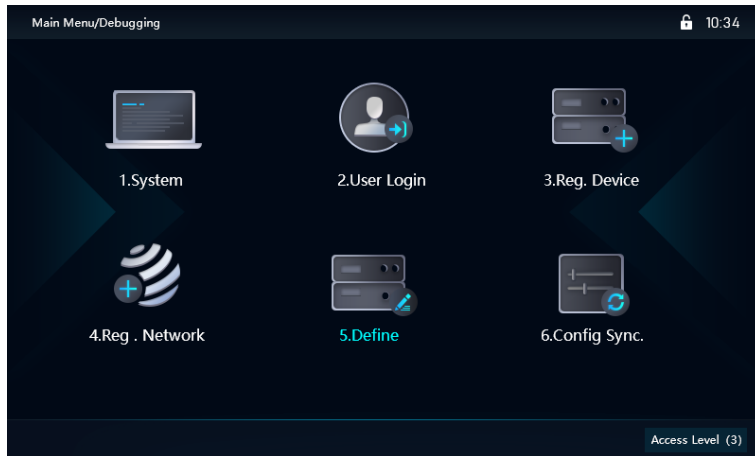 Main Menu/Debugging
10:34
1.System
2.User Login
3.Reg. Device
4.Reg . Network
5.Define
6.Config Sync.
Access Level (3)